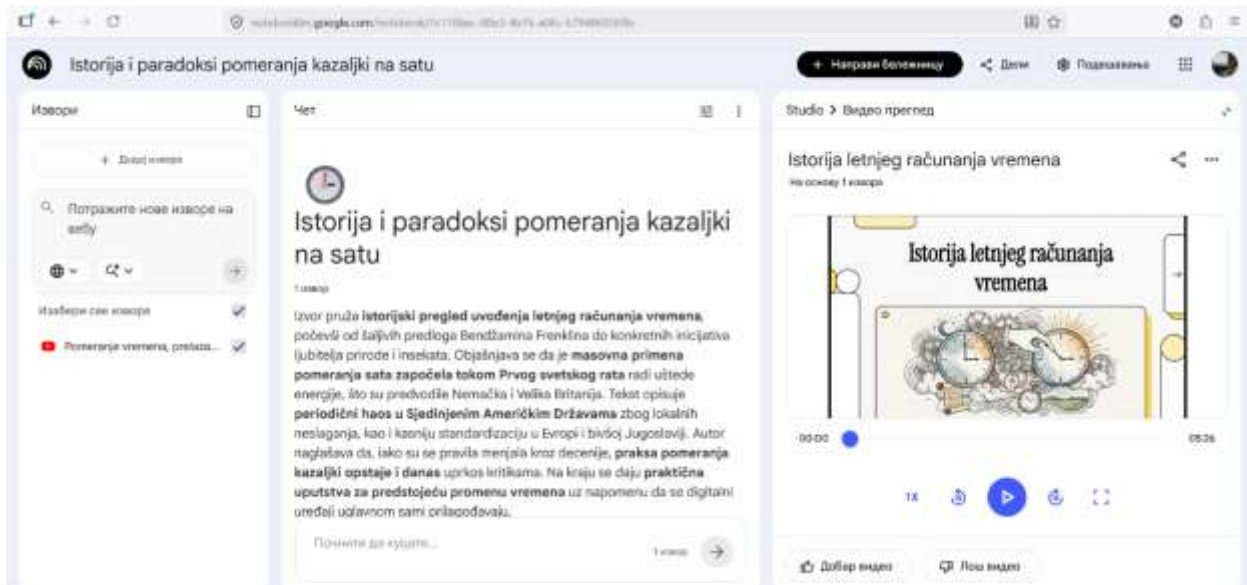 google.com
Istorija i paradoksi pomeranja kazaljki na satu
+ Направи бележницу
Дели
Подешавања
Извори
+ Додај изворе
Потражите нове изворе на
вебу
Изабери све изворе
Pomeranje vremena, prelaza...
Чет
Istorija i paradoksi pomeranja kazaljki
na satu
1 извор
Izvor pruža istorijski pregled uvođenja letnjeg računanja vremena,
počevši od šaljivih predloga Bendžamina Frenklina do konkretnih inicijativa
ljubitelja prirode i insekata. Objašnjava se da je masovna primena
pomeranja sata započela tokom Prvog svetskog rata radi uštede
energije, što su predvodile Nemačka i Velika Britanija. Tekst opisuje
periodični haos u Sjedinjenim Američkim Državama zbog lokalnih
neslaganja, kao i kasniju standardizaciju u Evropi i bivšoj Jugoslaviji. Autor
naglašava da, iako su se pravila menjala kroz decenije, praksa pomeranja
kazaljki opstaje i danas uprkos kritikama. Na kraju se daju praktična
uputstva za predstojeću promenu vremena uz napomenu da se digitalni
uređaji uglavnom sami prilagođavaju.
Почните да куцате...
1 извор
Studio > Видео преглед
Istorija letnjeg računanja vremena
На основу 1 извора
Istorija letnjeg računanja
vremena
00:00
05:26
1X
Добар видео
Лош видео